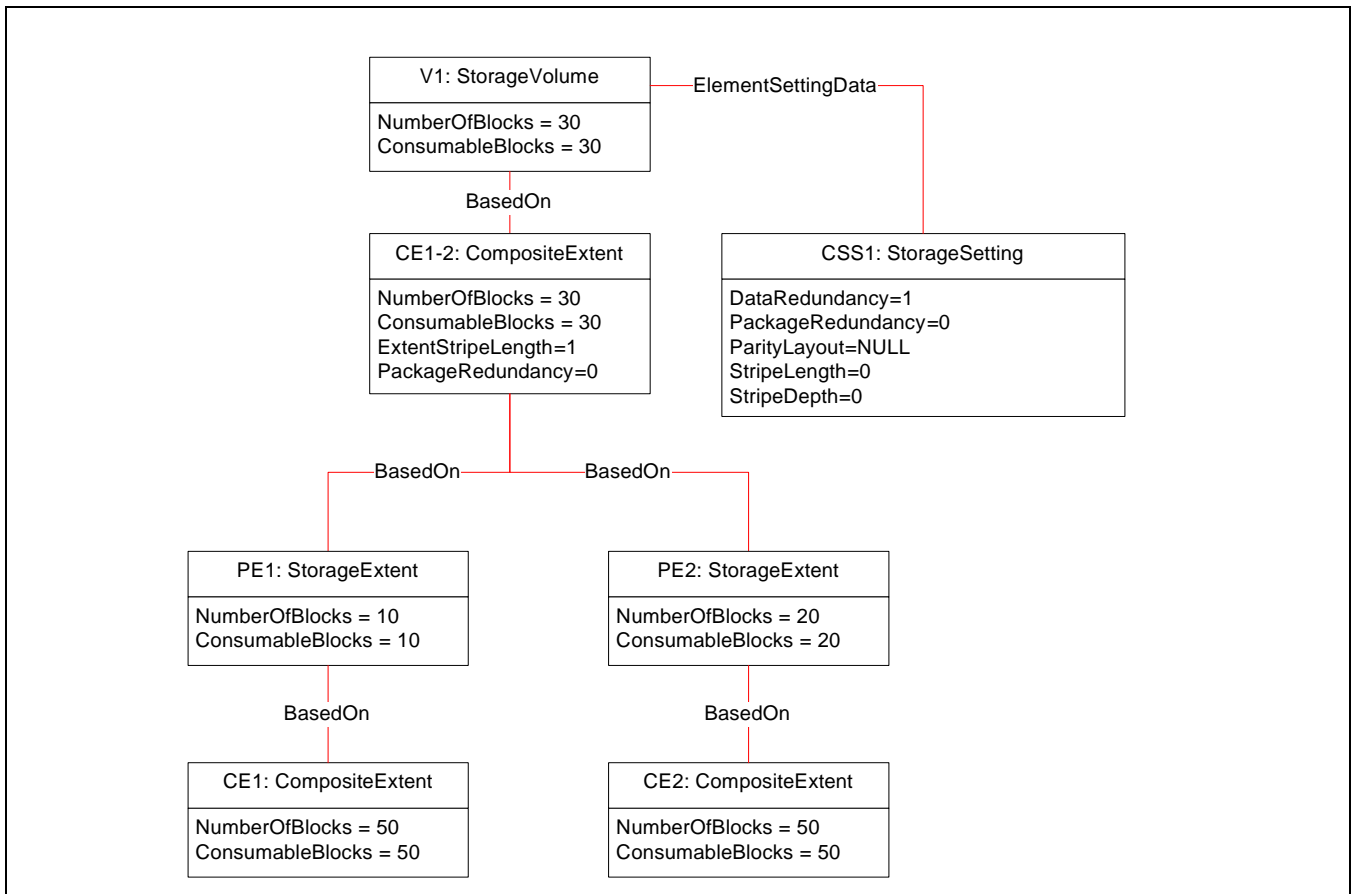 V1: StorageVolume
NumberOfBlocks = 30
ConsumableBlocks = 30
ElementSettingData
BasedOn
CE1-2: CompositeExtent
NumberOfBlocks = 30
ConsumableBlocks = 30
ExtentStripeLength=1
PackageRedundancy=0
CSS1: StorageSetting
DataRedundancy=1
PackageRedundancy=0
ParityLayout=NULL
StripeLength=0
StripeDepth=0
BasedOn
BasedOn
PE1: StorageExtent
NumberOfBlocks = 10
ConsumableBlocks = 10
PE2: StorageExtent
NumberOfBlocks = 20
ConsumableBlocks = 20
BasedOn
BasedOn
CE1: CompositeExtent
NumberOfBlocks = 50
ConsumableBlocks = 50
CE2: CompositeExtent
NumberOfBlocks = 50
ConsumableBlocks = 50